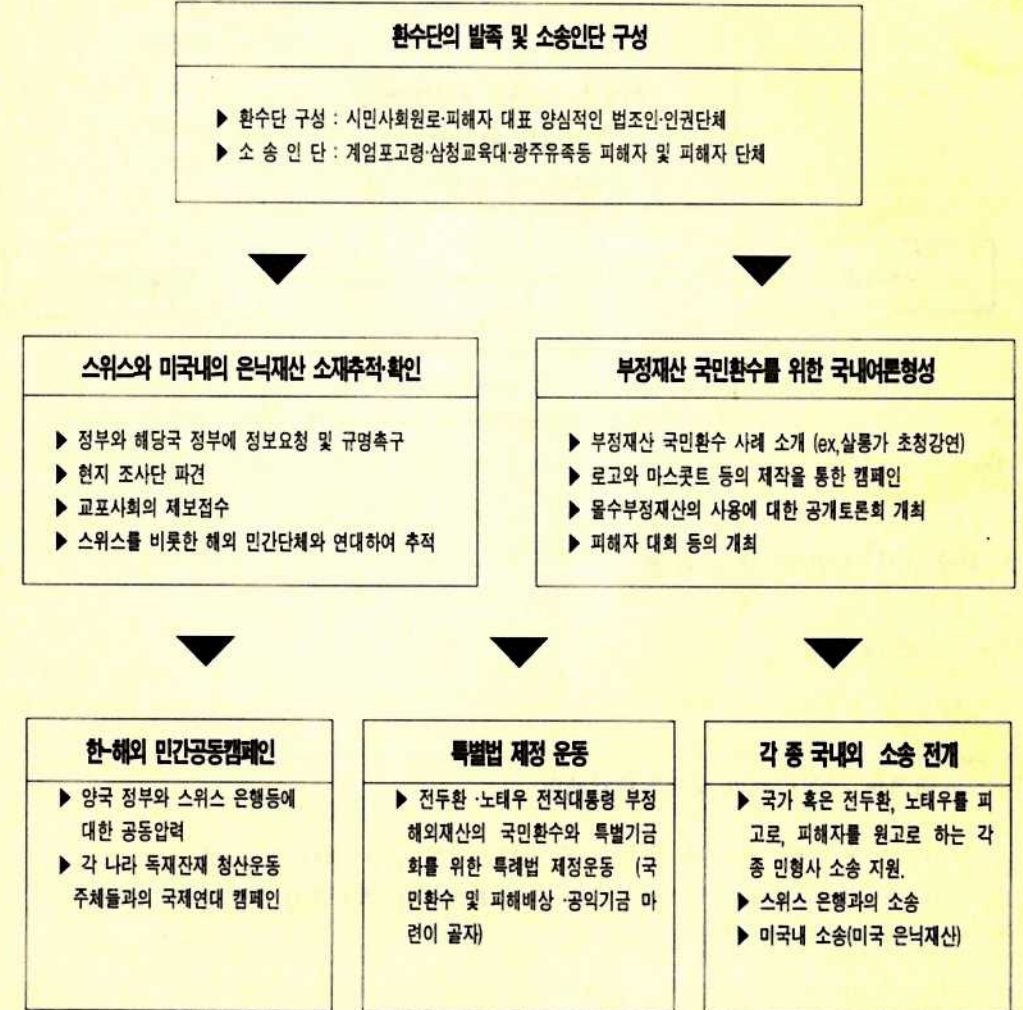 환수단의 발족 및 소송인단 구성
▶ 환수단 구성 : 시민사회원로·피해자 대표 양심적인 법조인·인권단체
▶ 소 송 인 단 : 계엄포고령·삼청교육대·광주유족등 피해자 및 피해자 단체
스위스와 미국내의 은닉재산 소재추적·확인
▶ 정부와 해당국 정부에 정보요청 및 규명촉구
▶ 현지 조사단 파견
▶ 교포사회의 제보접수
▶ 스위스를 비롯한 해외 민간단체와 연대하여 추적
부정재산 국민환수를 위한 국내여론형성
▶ 부정재산 국민환수 사례 소개 (ex,살롱가 초청강연)
▶ 로고와 마스콧트 등의 제작을 통한 캠페인
▶ 몰수부정재산의 사용에 대한 공개토론회 개최
▶ 피해자 대회 등의 개최
한-해외 민간공동캠페인
▶ 양국 정부와 스위스 은행등에
대한 공동압력
▶ 각 나라 독재잔재 청산운동
주체들과의 국제연대 캠페인
특별법 제정 운동
▶ 전두환 ·노태우 전직대통령 부정
해외재산의 국민환수와 특별기금
화를 위한 특례법 제정운동 (국
민환수 및 피해배상 ·공익기금 마
련이 골자)
각 종 국내외 소송 전개
▶ 국가 혹은 전두환, 노태우를 피
고로, 피해자를 원고로 하는 각
종 민형사 소송 지원.
▶ 스위스 은행과의 소송
▶ 미국내 소송(미국 은닉재산)